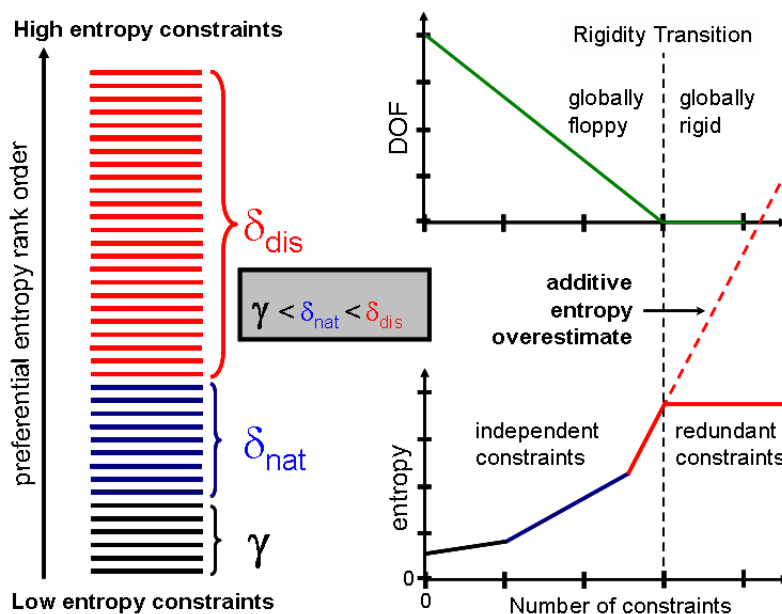 High entropy constraints
preferential entropy rank order
δdis
γ < δnat < δdis
δnat
γ
Low entropy constraints
Rigidity Transition
DOF
globally
floppy
globally
rigid
additive
entropy
overestimate
entropy
independent
constraints
redundant
constraints
0
0
Number of constraints